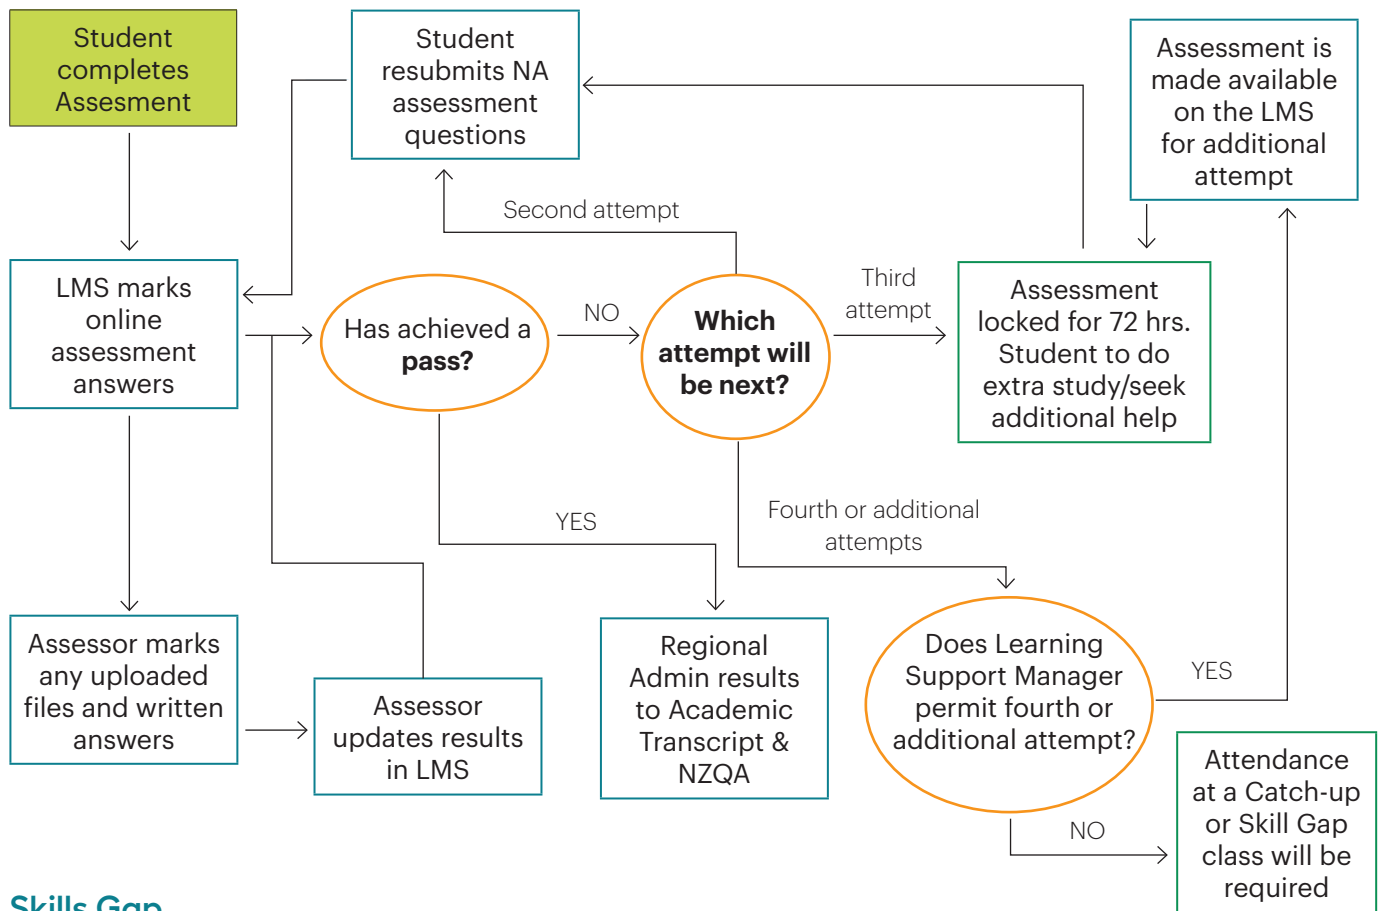 Student
completes
Assesment
Student
resubmits NA
assessment
questions
Assessment is
made available
on the LMS
for additional
attempt
Second attempt
LMS marks
online
assessment
answers
Has achieved a
pass?
NO
Which
attempt will
be next?
Third
attempt
Assessment
locked for 72 hrs.
Student to do
extra study/seek
additional help
YES
Fourth or additional
attempts
Assessor marks
any uploaded
files and written
answers
Assessor
updates results
in LMS
Regional
Admin results
to Academic
Transcript &
NZQA
Does Learning
Support Manager
permit fourth or
additional attempt?
YES
NO
Attendance
at a Catch-up
or Skill Gap
class will be
required
Skills Gap